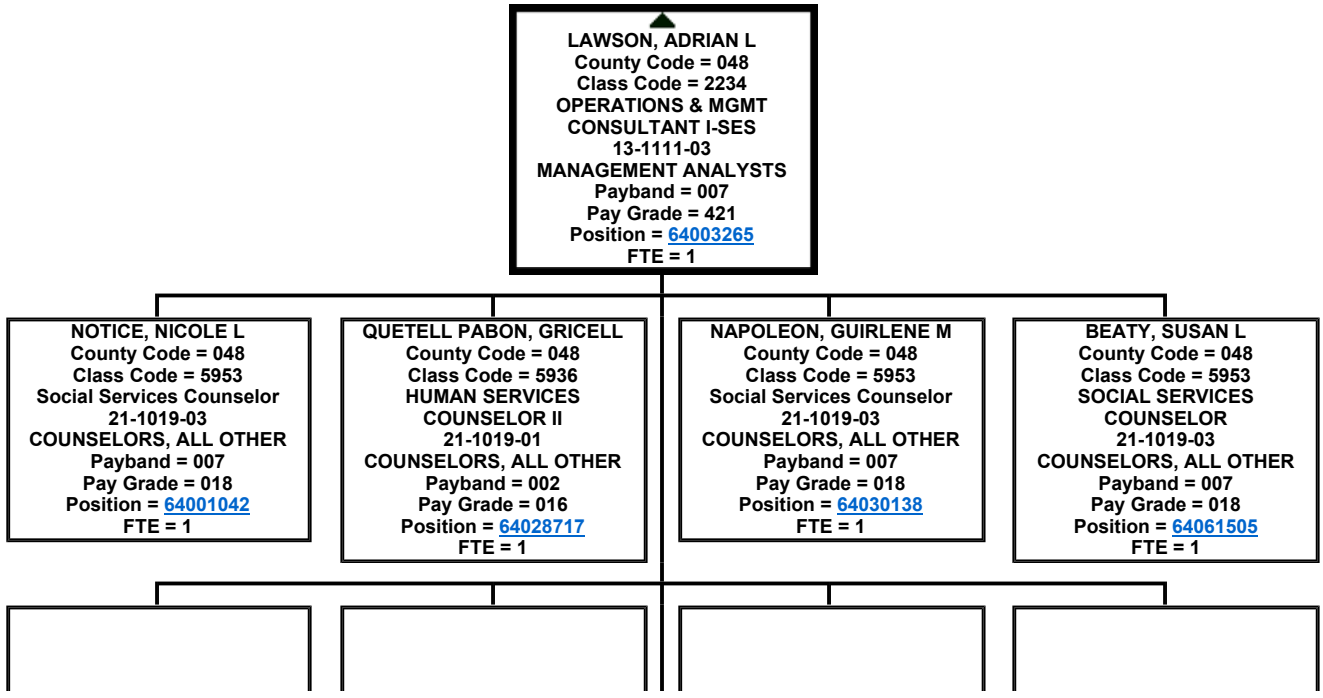 LAWSON, ADRIAN L
County Code = 048
Class Code = 2234
OPERATIONS & MGMT
CONSULTANT I-SES
13-1111-03
MANAGEMENT ANALYSTS
Payband = 007
Pay Grade = 421
Position = 64003265
FTE = 1
NOTICE, NICOLE L
County Code = 048
Class Code = 5953
Social Services Counselor
21-1019-03
COUNSELORS, ALL OTHER
Payband = 007
Pay Grade = 018
Position = 64001042
FTE = 1
QUETELL PABON, GRICELL
County Code = 048
Class Code = 5936
HUMAN SERVICES
COUNSELOR II
21-1019-01
COUNSELORS, ALL OTHER
Payband = 002
Pay Grade = 016
Position = 64028717
FTE = 1
NAPOLEON, GUIRLENE M
County Code = 048
Class Code = 5953
Social Services Counselor
21-1019-03
COUNSELORS, ALL OTHER
Payband = 007
Pay Grade = 018
Position = 64030138
FTE = 1
BEATY, SUSAN L
County Code = 048
Class Code = 5953
SOCIAL SERVICES
COUNSELOR
21-1019-03
COUNSELORS, ALL OTHER
Payband = 007
Pay Grade = 018
Position = 64061505
FTE = 1